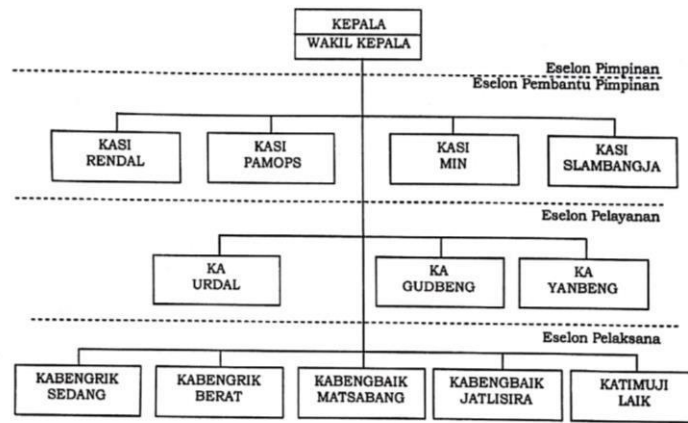 KEPALA
WAKIL KEPALA
Eselon Pimpinan
Eselon Pembantu Pimpinan
KASI
RENDAL
KASI
PAMOPS
KASI
MIN
KASI
SLAMBANGJA
Eselon Pelayanan
KA
URDAL
KA
GUDBENG
KA
YANBENG
Eselon Pelaksana
KABENGRIK
SEDANG
KABENGRIK
BERAT
KABENGBAIK
MATSABANG
KABENGBAIK
JATLISIRA
KATIMUJI
LAIK